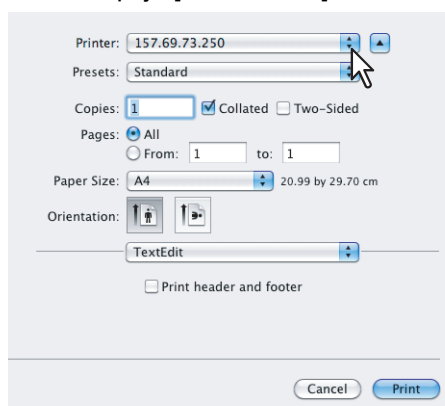 Printer: 157.69.73.250
Presets: Standard
Copies: 1 Collated Two-Sided
Pages: All
From: 1 to: 1
Paper Size: A4 20.99 by 29.70 cm
Orientation:
TextEdit
Print header and footer
Cancel Print